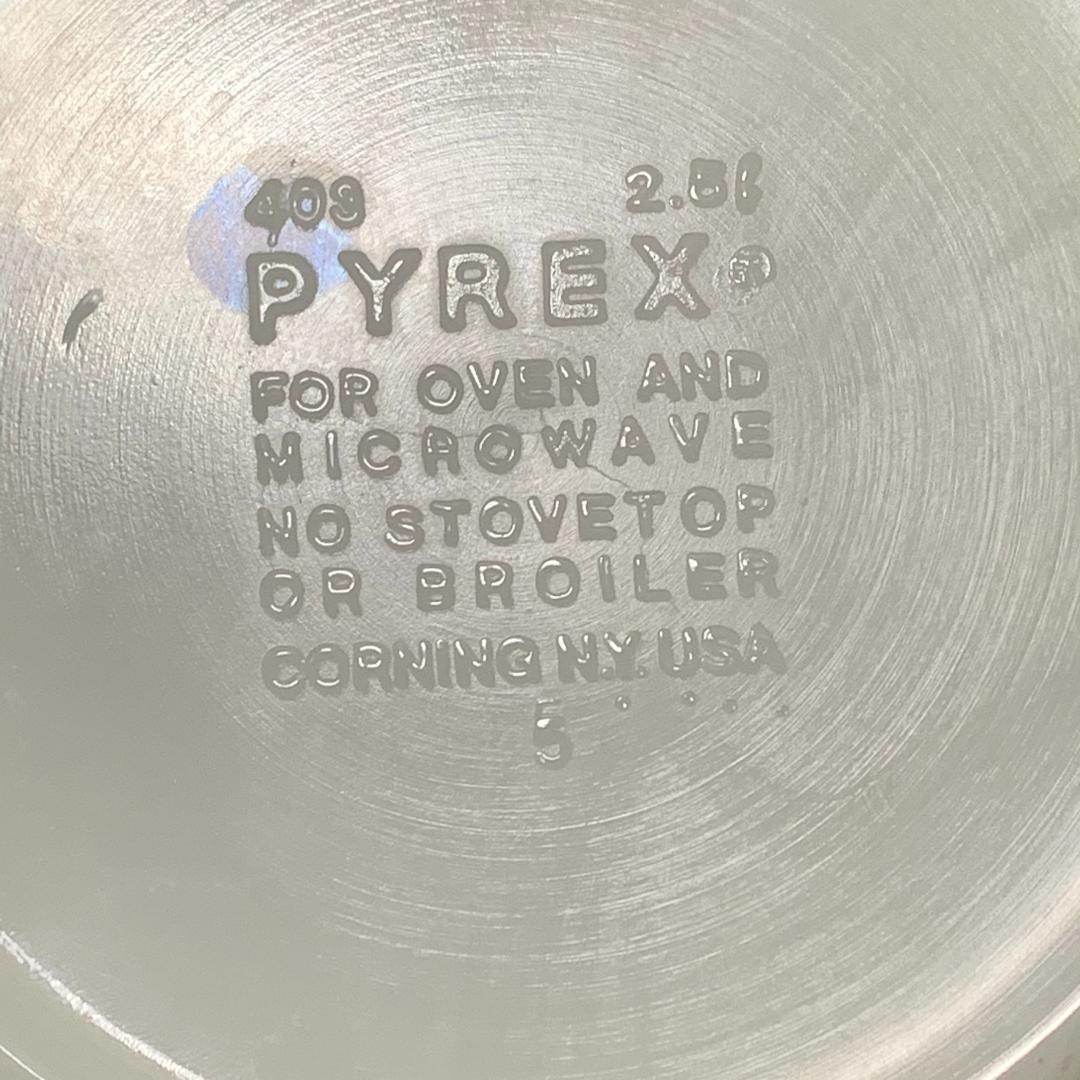 409 2.5ℓ
PYREX®
FOR OVEN AND
MICROWAVE
NO STOVETOP
OR BROILER
CORNING N.Y. USA
5